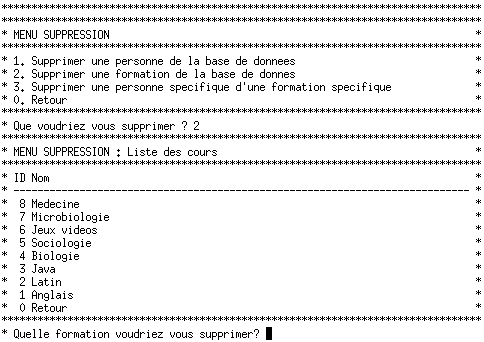 ********************************************************************************
********************************************************************************
* MENU SUPPRESSION *
********************************************************************************
* 1. Supprimer une personne de la base de donnees *
* 2. Supprimer une formation de la base de donnes *
* 3. Supprimer une personne specifique d'une formation specifique *
* 0. Retour *
********************************************************************************
* Que voudriez vous supprimer ? 2
********************************************************************************
* MENU SUPPRESSION : Liste des cours *
********************************************************************************
* ID Nom *
* ---------------------------------------------------------------------------- *
* 8 Medecine *
* 7 Microbiologie *
* 6 Jeux videos *
* 5 Sociologie *
* 4 Biologie *
* 3 Java *
* 2 Latin *
* 1 Anglais *
* 0 Retour *
********************************************************************************
* Quelle formation voudriez vous supprimer?